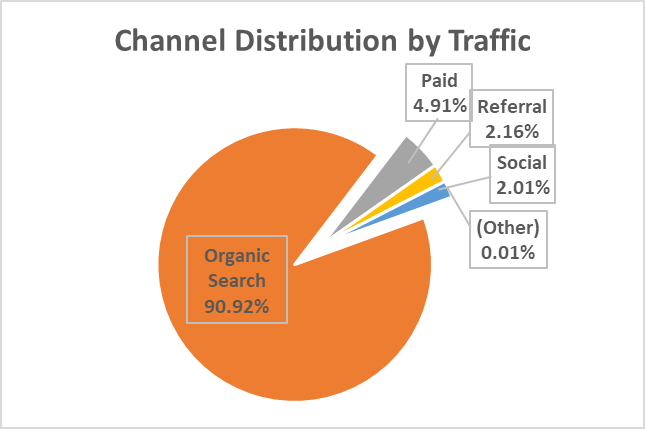 Channel Distribution by Traffic
Paid
4.91%
Referral
2.16%
Social
2.01%
(Other)
0.01%
Organic
Search
90.92%